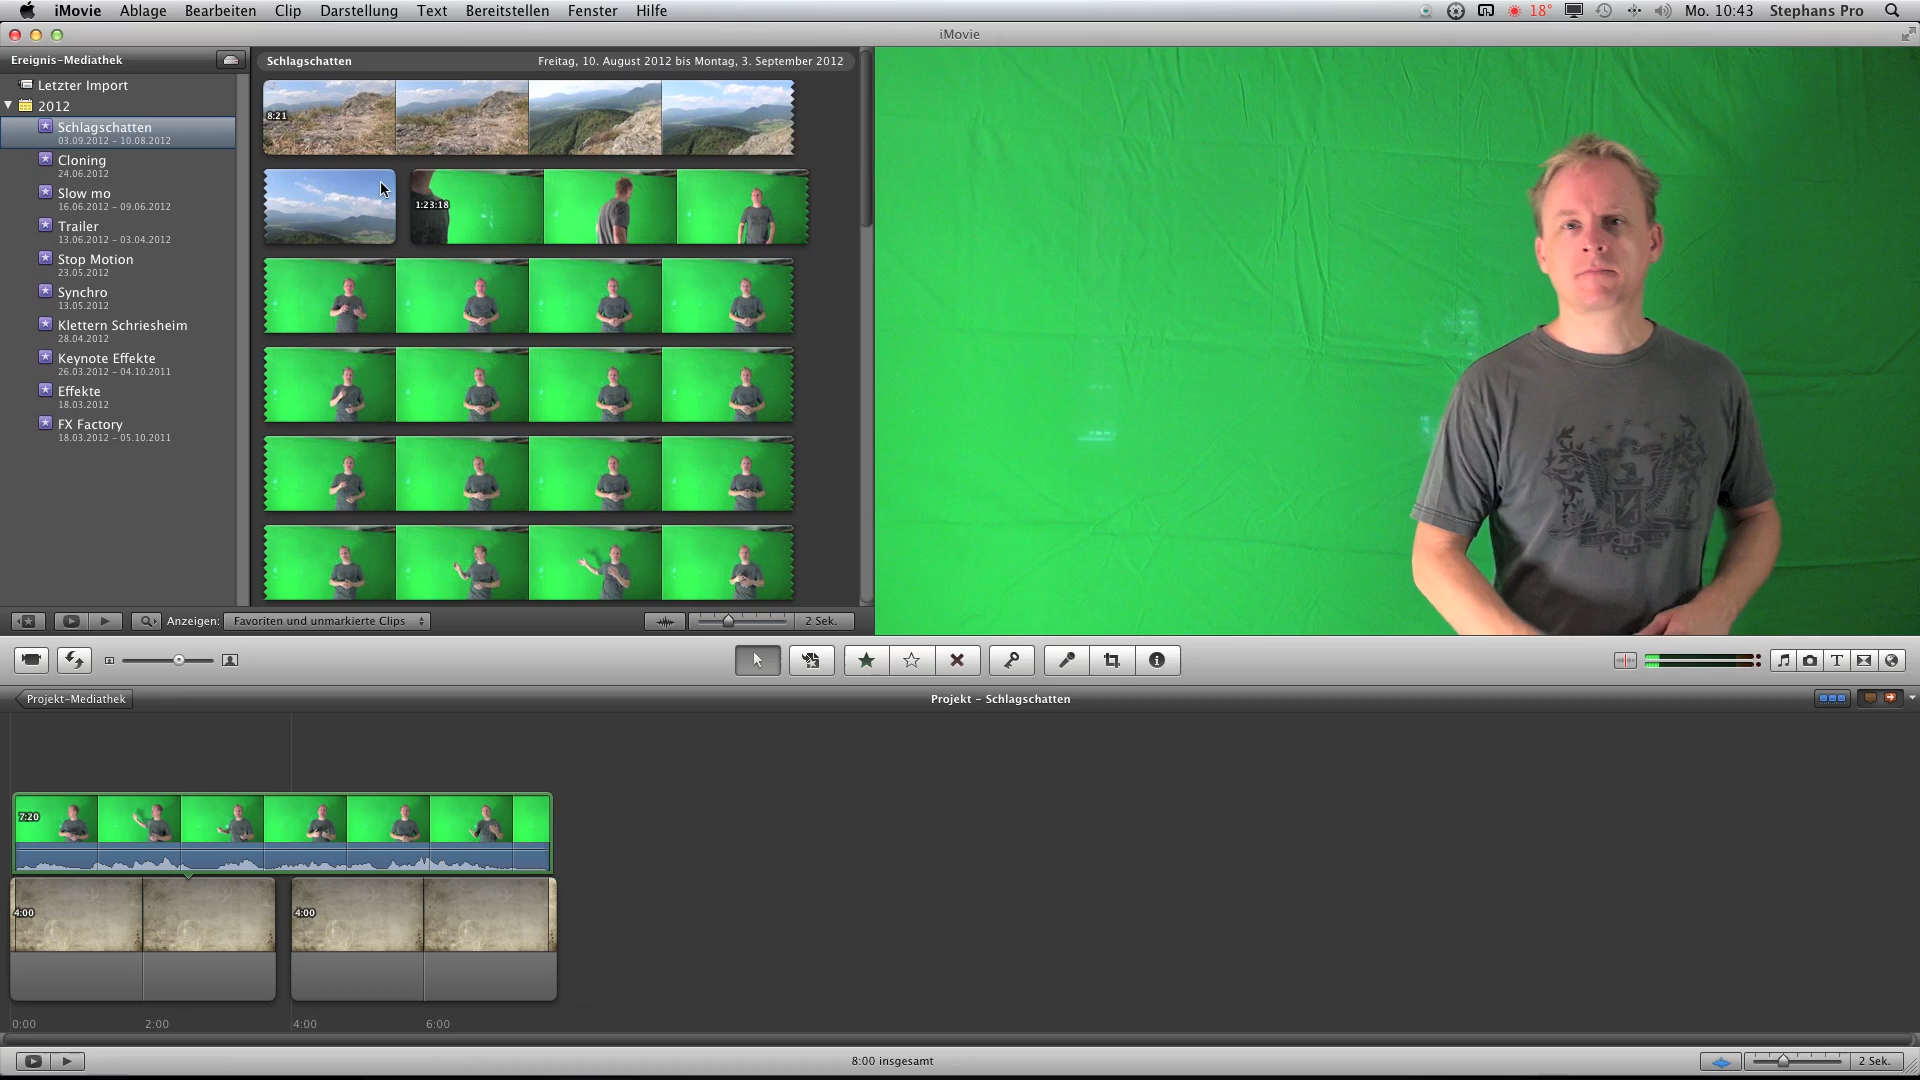 iMovie Ablage Bearbeiten Clip Darstellung Text Bereitstellen Fenster Hilfe 18° Mo. 10:43 Stephans Pro
iMovie
Ereignis-Mediathek
Letzter Import
2012
Schlagschatten
03.09.2012 – 10.08.2012
Cloning
24.06.2012
Slow mo
16.06.2012 – 09.06.2012
Trailer
13.06.2012 – 03.04.2012
Stop Motion
23.05.2012
Synchro
13.05.2012
Klettern Schriesheim
28.04.2012
Keynote Effekte
26.03.2012 – 04.10.2011
Effekte
18.03.2012
FX Factory
18.03.2012 – 05.10.2011
Schlagschatten Freitag, 10. August 2012 bis Montag, 3. September 2012
8:21
1:23:18
Anzeigen: Favoriten und unmarkierte Clips 2 Sek.
Projekt-Mediathek Projekt – Schlagschatten
7:20
4:00 4:00
0:00 2:00 4:00 6:00
8:00 insgesamt 2 Sek.